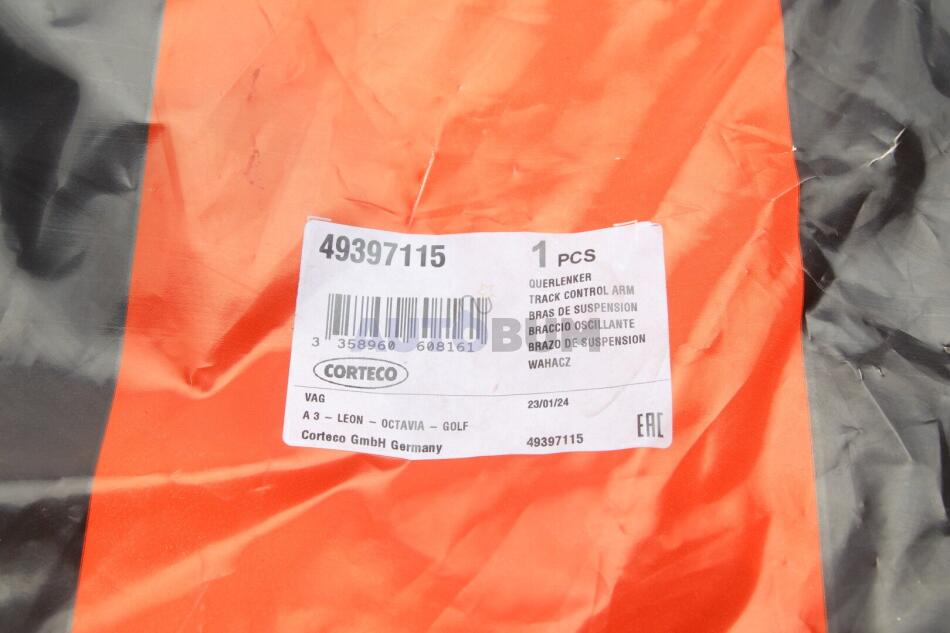 49397115
1 PCS
QUERLENKER
TRACK CONTROL ARM
BRAS DE SUSPENSION
BRACCIO OSCILLANTE
BRAZO DE SUSPENSION
WAHACZ
3 358960 608161
AUTOBUM
CORTECO
VAG
23/01/24
A 3 - LEON - OCTAVIA - GOLF
Corteco GmbH Germany
49397115
EAC